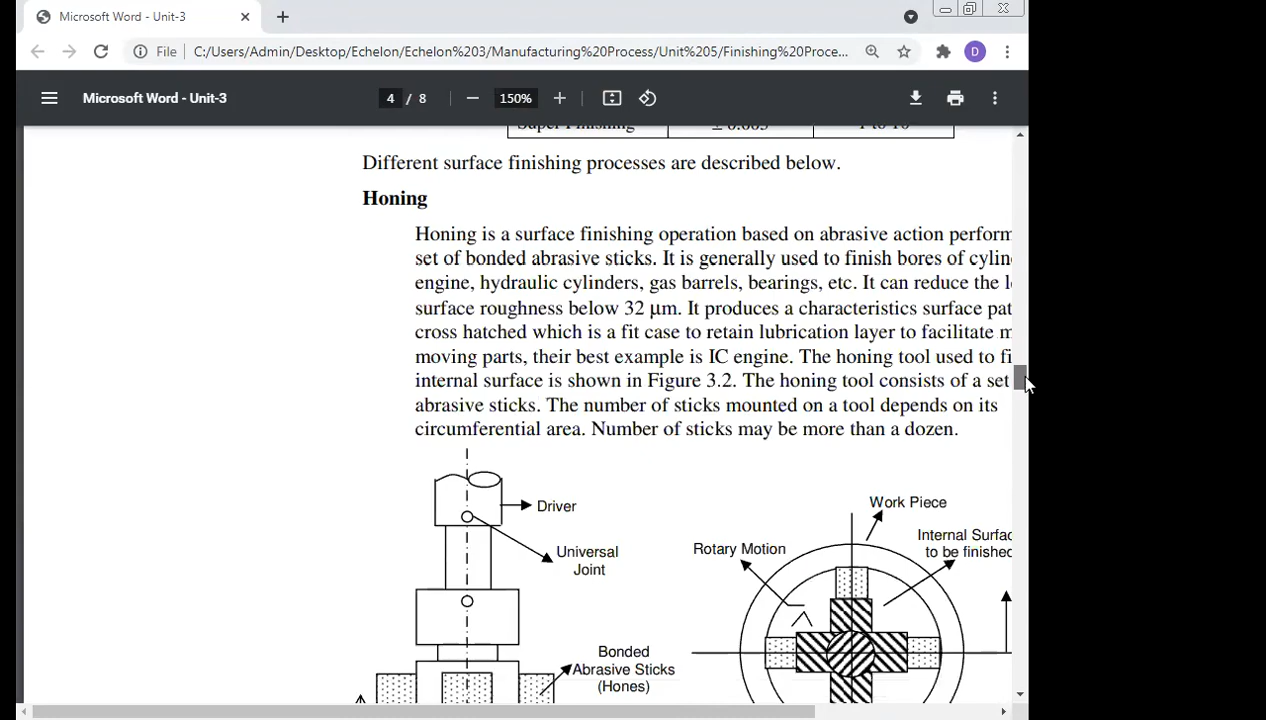 Microsoft Word - Unit-3
File C:/Users/Admin/Desktop/Echelon/Echelon%203/Manufacturing%20Process/Unit%205/Finishing%20Proce...
D
Microsoft Word - Unit-3
4 / 8
150%
Super Finishing ± 0.003 1 to 10
Different surface finishing processes are described below.
Honing
Honing is a surface finishing operation based on abrasive action perform
set of bonded abrasive sticks. It is generally used to finish bores of cylin
engine, hydraulic cylinders, gas barrels, bearings, etc. It can reduce the l
surface roughness below 32 μm. It produces a characteristics surface pat
cross hatched which is a fit case to retain lubrication layer to facilitate m
moving parts, their best example is IC engine. The honing tool used to fi
internal surface is shown in Figure 3.2. The honing tool consists of a set
abrasive sticks. The number of sticks mounted on a tool depends on its
circumferential area. Number of sticks may be more than a dozen.
Driver
Universal
Joint
Bonded
Abrasive Sticks
(Hones)
Work Piece
Rotary Motion
Internal Surfac
to be finished